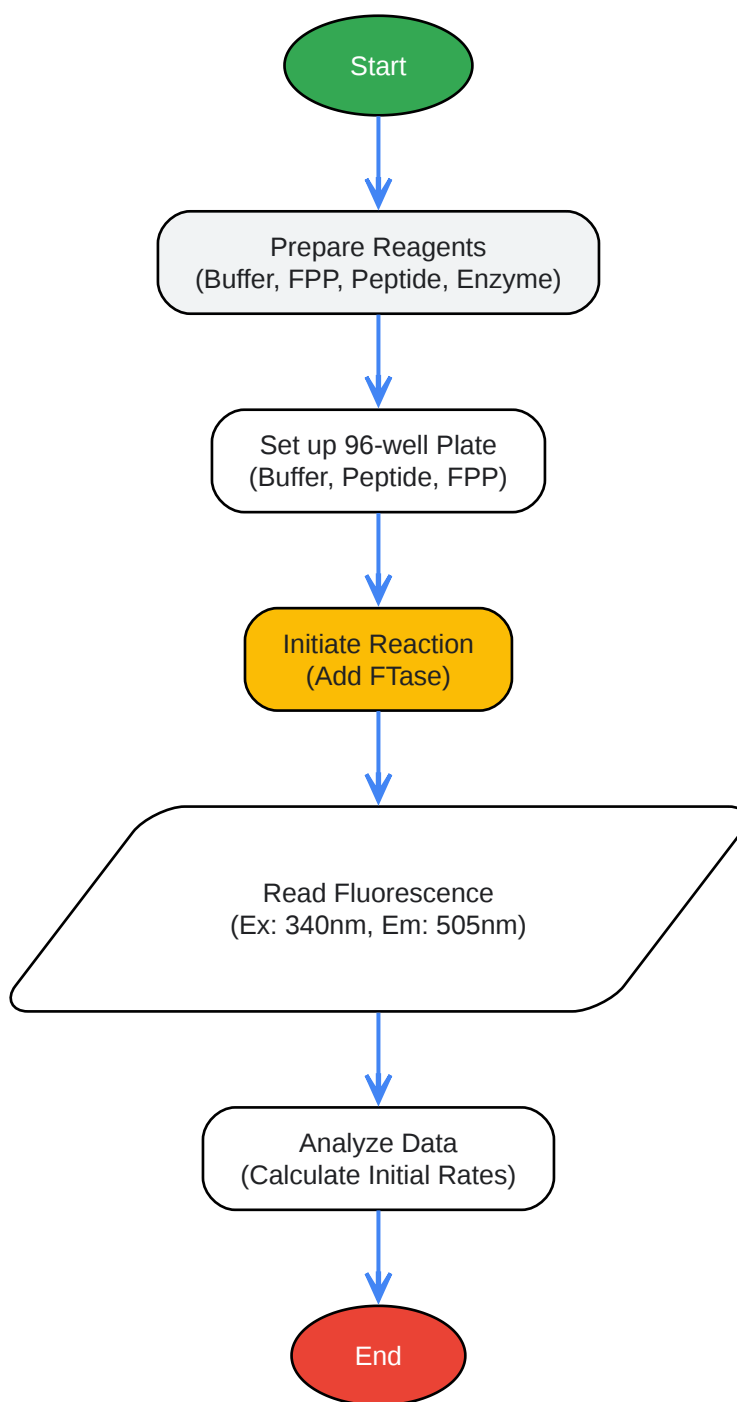 Start
Prepare Reagents
(Buffer, FPP, Peptide, Enzyme)
Set up 96-well Plate
(Buffer, Peptide, FPP)
Initiate Reaction
(Add FTase)
Read Fluorescence
(Ex: 340nm, Em: 505nm)
Analyze Data
(Calculate Initial Rates)
End